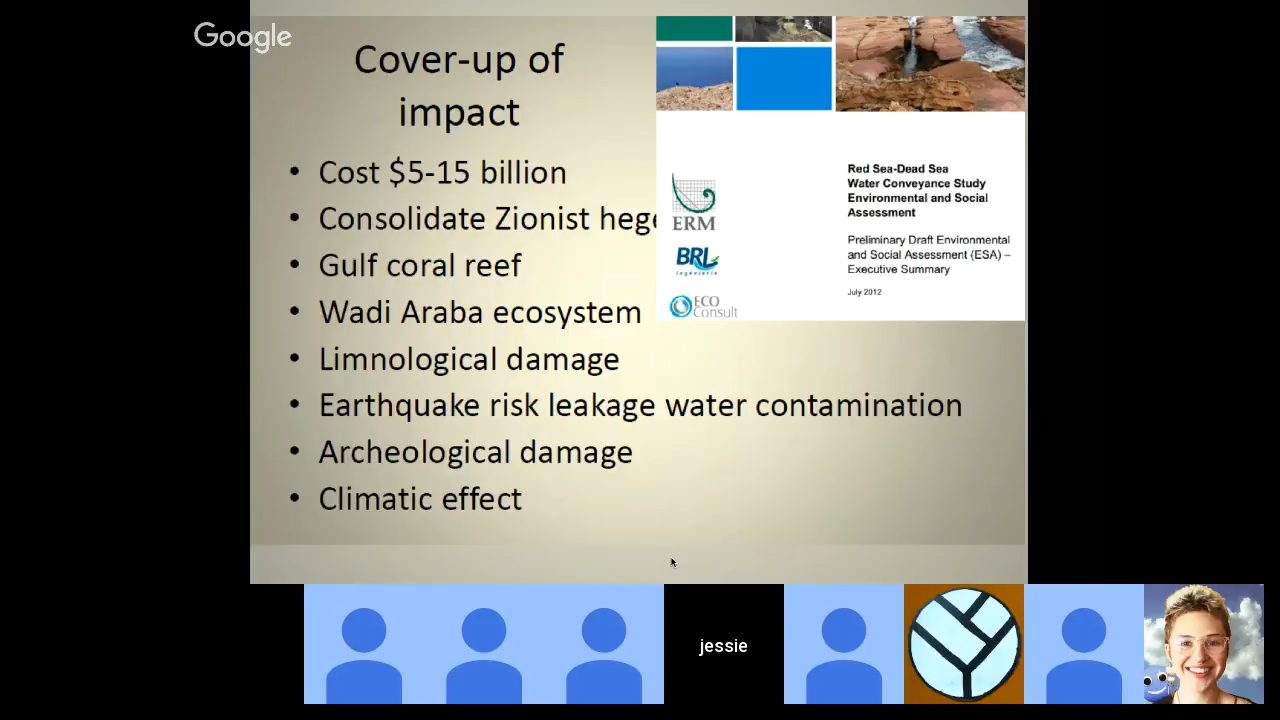 Google
Cover-up of
impact
• Cost $5-15 billion
• Consolidate Zionist hege
• Gulf coral reef
• Wadi Araba ecosystem
• Limnological damage
• Earthquake risk leakage water contamination
• Archeological damage
• Climatic effect
Red Sea-Dead Sea
Water Conveyance Study
Environmental and Social
Assessment
Preliminary Draft Environmental
and Social Assessment (ESA) –
Executive Summary
July 2012
ERM
BRL
Ingénierie
ECO
Consult
jessie